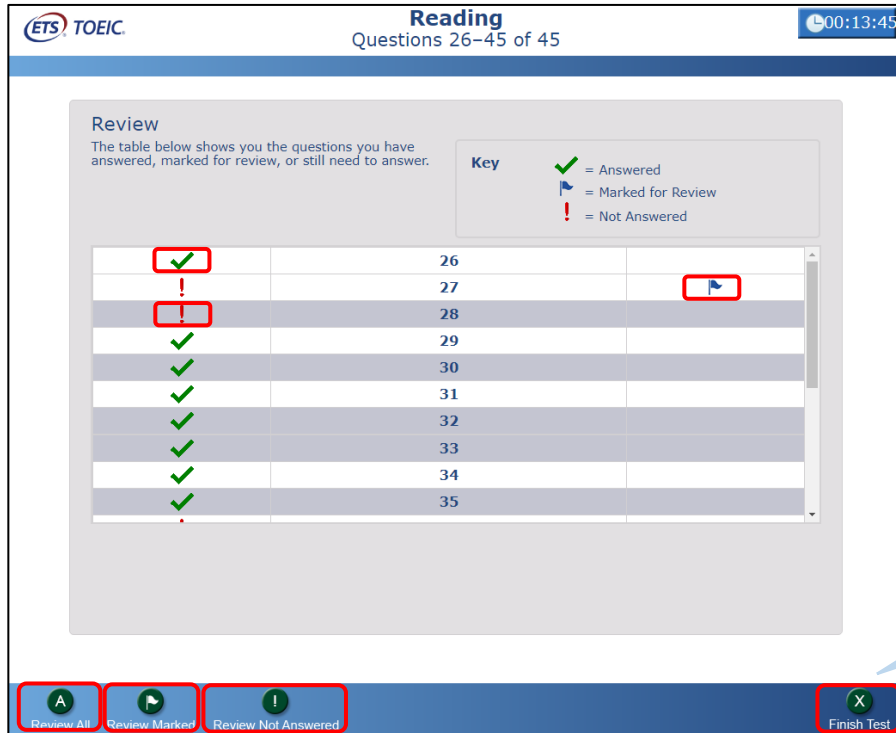 ETS TOEIC.
Reading
Questions 26–45 of 45
00:13:45
Review
The table below shows you the questions you have
answered, marked for review, or still need to answer.
Key
= Answered
= Marked for Review
! = Not Answered
26
! 27
! 28
29
30
31
32
33
34
35
A
!
X
Review All
Review Marked
Review Not Answered
Finish Test